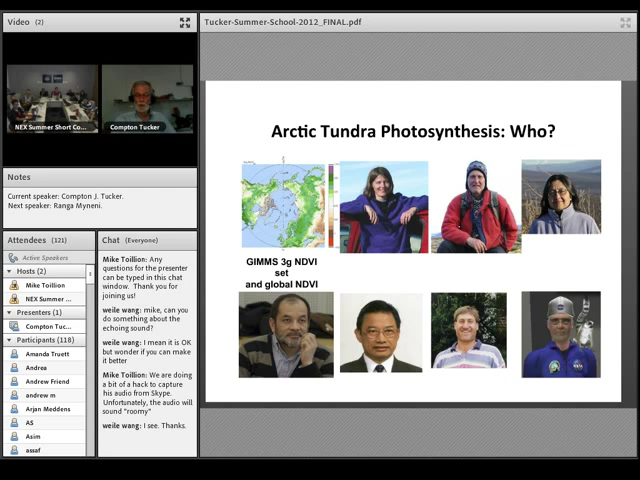 Video (2)
NEX Summer Short Co...
Compton Tucker
Notes
Current speaker: Compton J. Tucker.
Next speaker: Ranga Myneni.
Attendees (121)
Active Speakers
Hosts (2)
Mike Toillion
NEX Summer ...
Presenters (1)
Compton Tuc...
Participants (118)
Amanda Truett
Andrea
Andrew Friend
andrew m
Arjan Meddens
AS
Asim
assaf
Chat (Everyone)
Mike Toillion: Any
questions for the presenter
can be typed in this chat
window. Thank you for
joining us!
weile wang: mike, can you
do something about the
echoing sound?
weile wang: I mean it is OK
but wonder if you can make
it better
Mike Toillion: We are doing
a bit of a hack to capture
his audio from Skype.
Unfortunately, the audio will
sound "roomy"
weile wang: I see. Thanks.
Tucker-Summer-School-2012_FINAL.pdf
Arctic Tundra Photosynthesis: Who?
GIMMS 3g NDVI
set
and global NDVI